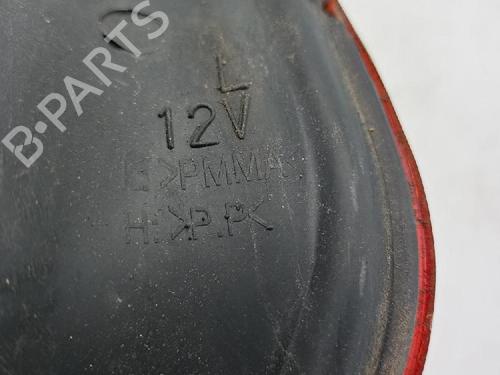 B-PARTS
L
12V
>PMMA
H:>P.P<